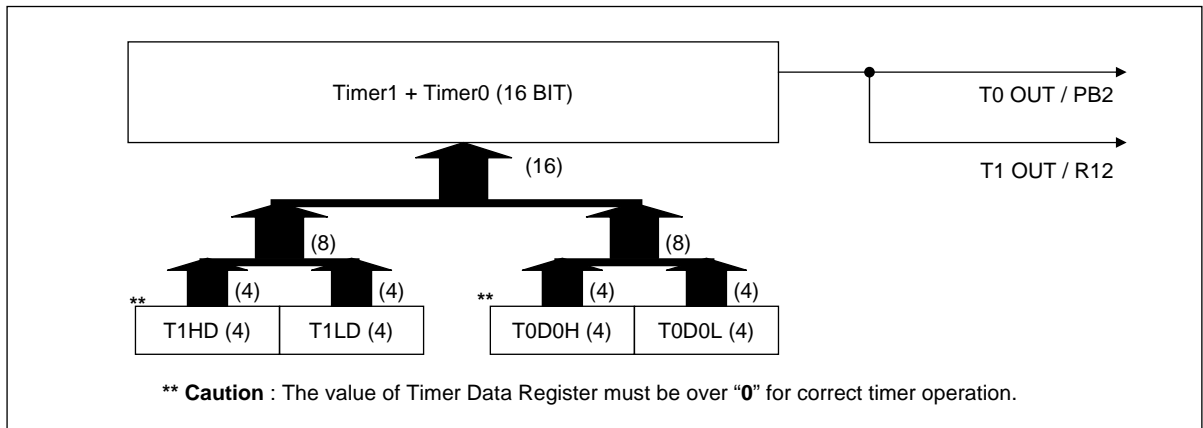 Timer1 + Timer0 (16 BIT)
T0 OUT / PB2
T1 OUT / R12
(16)
(8)
(8)
(4)
(4)
(4)
(4)
**
**
T1HD (4)
T1LD (4)
T0D0H (4)
T0D0L (4)
** Caution : The value of Timer Data Register must be over “0” for correct timer operation.